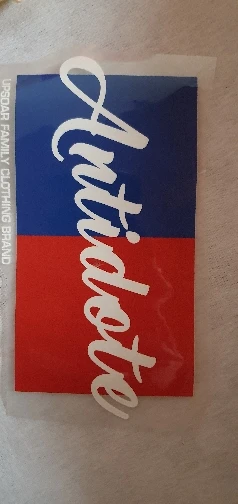 Antidote
UPSDAR FAMILY CLOTHING BRAND